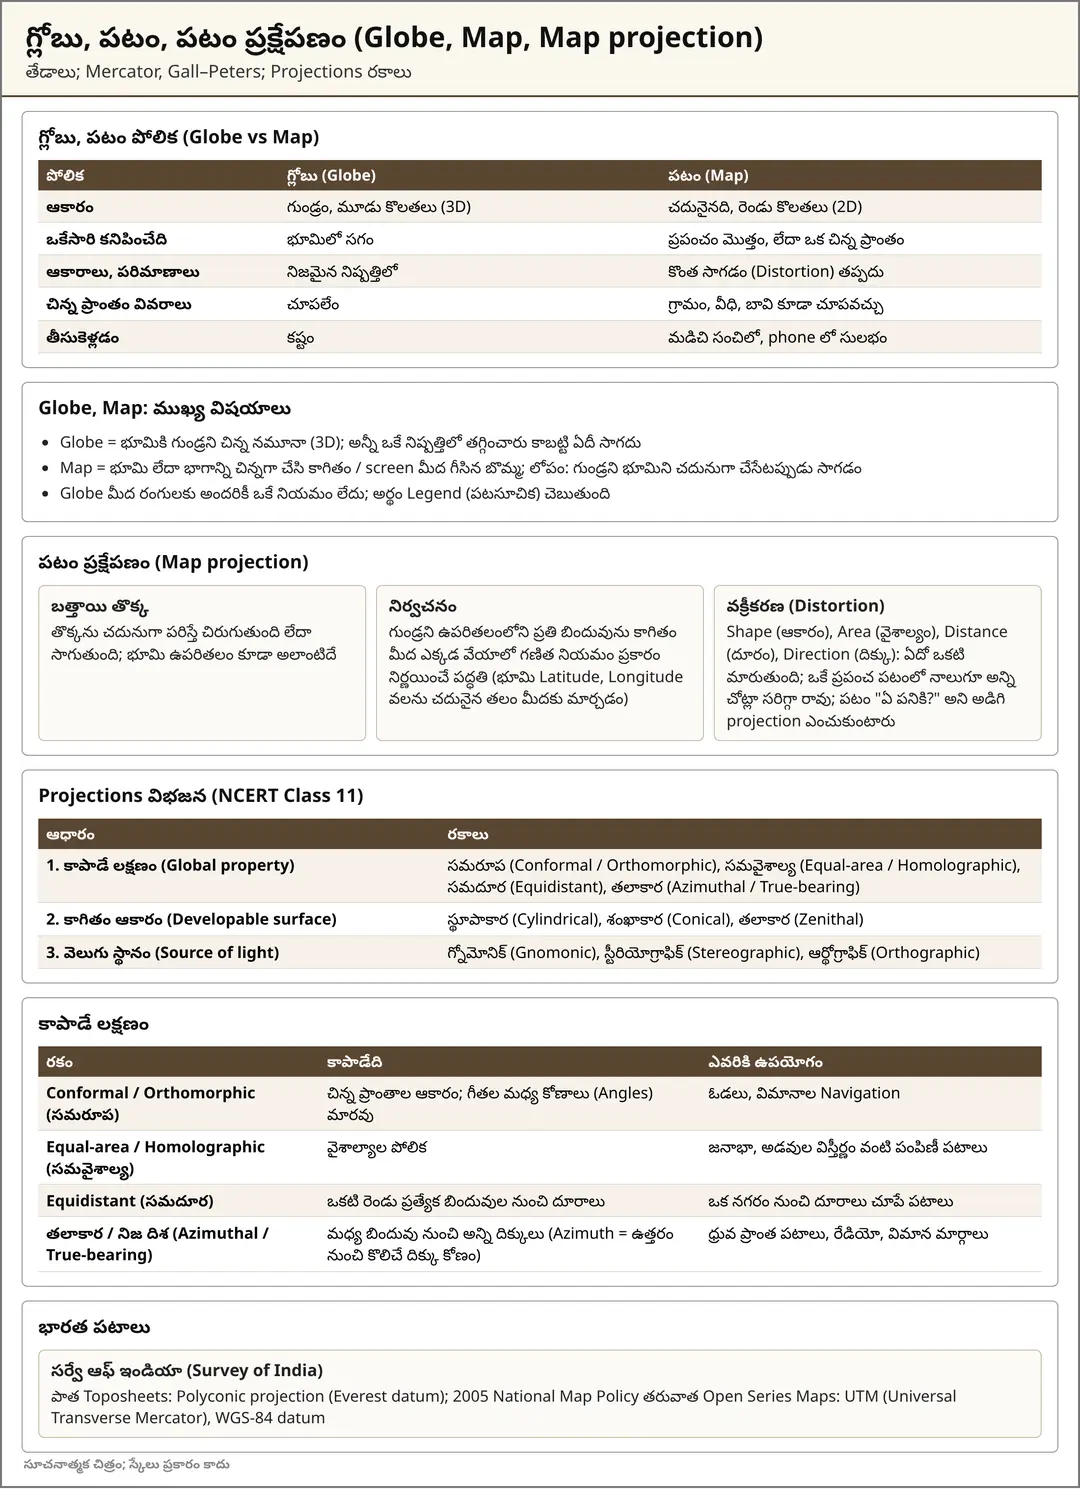 గ్లోబు, పటం, పటం ప్రక్షేపణం (Globe, Map, Map projection)
తేడాలు; Mercator, Gall–Peters; Projections రకాలు
గ్లోబు, పటం పోలిక (Globe vs Map)
పోలిక గ్లోబు (Globe) పటం (Map)
ఆకారం గుండ్రం, మూడు కొలతలు (3D) చదునైనది, రెండు కొలతలు (2D)
ఒకేసారి కనిపించేది భూమిలో సగం ప్రపంచం మొత్తం, లేదా ఒక చిన్న ప్రాంతం
ఆకారాలు, పరిమాణాలు నిజమైన నిష్పత్తిలో కొంత సాగడం (Distortion) తప్పదు
చిన్న ప్రాంతం వివరాలు చూపలేం గ్రామం, వీధి, బావి కూడా చూపవచ్చు
తీసుకెళ్లడం కష్టం మడిచి సంచిలో, phone లో సులభం
Globe, Map: ముఖ్య విషయాలు
• Globe = భూమికి గుండ్రని చిన్న నమూనా (3D); అన్నీ ఒకే నిష్పత్తిలో తగ్గించారు కాబట్టి ఏదీ సాగదు
• Map = భూమి లేదా భాగాన్ని చిన్నగా చేసి కాగితం / screen మీద గీసిన బొమ్మ; లోపం: గుండ్రని భూమిని చదునుగా చేసేటప్పుడు సాగడం
• Globe మీద రంగులకు అందరికీ ఒకే నియమం లేదు; అర్థం Legend (పటసూచిక) చెబుతుంది
పటం ప్రక్షేపణం (Map projection)
బత్తాయి తొక్క
తొక్కను చదునుగా పరిస్తే చిరుగుతుంది లేదా
సాగుతుంది; భూమి ఉపరితలం కూడా అలాంటిదే
నిర్వచనం
గుండ్రని ఉపరితలంలోని ప్రతి బిందువును కాగితం
మీద ఎక్కడ వేయాలో గణిత నియమం ప్రకారం
నిర్ణయించే పద్ధతి (భూమి Latitude, Longitude
వలను చదునైన తలం మీదకు మార్చడం)
వక్రీకరణ (Distortion)
Shape (ఆకారం), Area (వైశాల్యం), Distance
(దూరం), Direction (దిక్కు): ఏదో ఒకటి
మారుతుంది; ఒకే ప్రపంచ పటంలో నాలుగూ అన్ని
చోట్లా సరిగ్గా రావు; పటం "ఏ పనికి?" అని అడిగి
projection ఎంచుకుంటారు
Projections విభజన (NCERT Class 11)
ఆధారం రకాలు
1. కాపాడే లక్షణం (Global property) సమరూప (Conformal / Orthomorphic), సమవైశాల్య (Equal-area / Homolographic),
సమదూర (Equidistant), తలాకార (Azimuthal / True-bearing)
2. కాగితం ఆకారం (Developable surface) స్థూపాకార (Cylindrical), శంఖాకార (Conical), తలాకార (Zenithal)
3. వెలుగు స్థానం (Source of light) గ్నోమోనిక్ (Gnomonic), స్టీరియోగ్రాఫిక్ (Stereographic), ఆర్థోగ్రాఫిక్ (Orthographic)
కాపాడే లక్షణం
రకం కాపాడేది ఎవరికి ఉపయోగం
Conformal / Orthomorphic చిన్న ప్రాంతాల ఆకారం; గీతల మధ్య కోణాలు (Angles) ఓడలు, విమానాల Navigation
(సమరూప) మారవు
Equal-area / Homolographic వైశాల్యాల పోలిక జనాభా, అడవుల విస్తీర్ణం వంటి పంపిణీ పటాలు
(సమవైశాల్య)
Equidistant (సమదూర) ఒకటి రెండు ప్రత్యేక బిందువుల నుంచి దూరాలు ఒక నగరం నుంచి దూరాలు చూపే పటాలు
తలాకార / నిజ దిశ (Azimuthal / మధ్య బిందువు నుంచి అన్ని దిక్కులు (Azimuth = ఉత్తరం ధ్రువ ప్రాంత పటాలు, రేడియో, విమాన మార్గాలు
True-bearing) నుంచి కొలిచే దిక్కు కోణం)
భారత పటాలు
సర్వే ఆఫ్ ఇండియా (Survey of India)
పాత Toposheets: Polyconic projection (Everest datum); 2005 National Map Policy తరువాత Open Series Maps: UTM (Universal
Transverse Mercator), WGS-84 datum
సూచనాత్మక చిత్రం; స్కేలు ప్రకారం కాదు